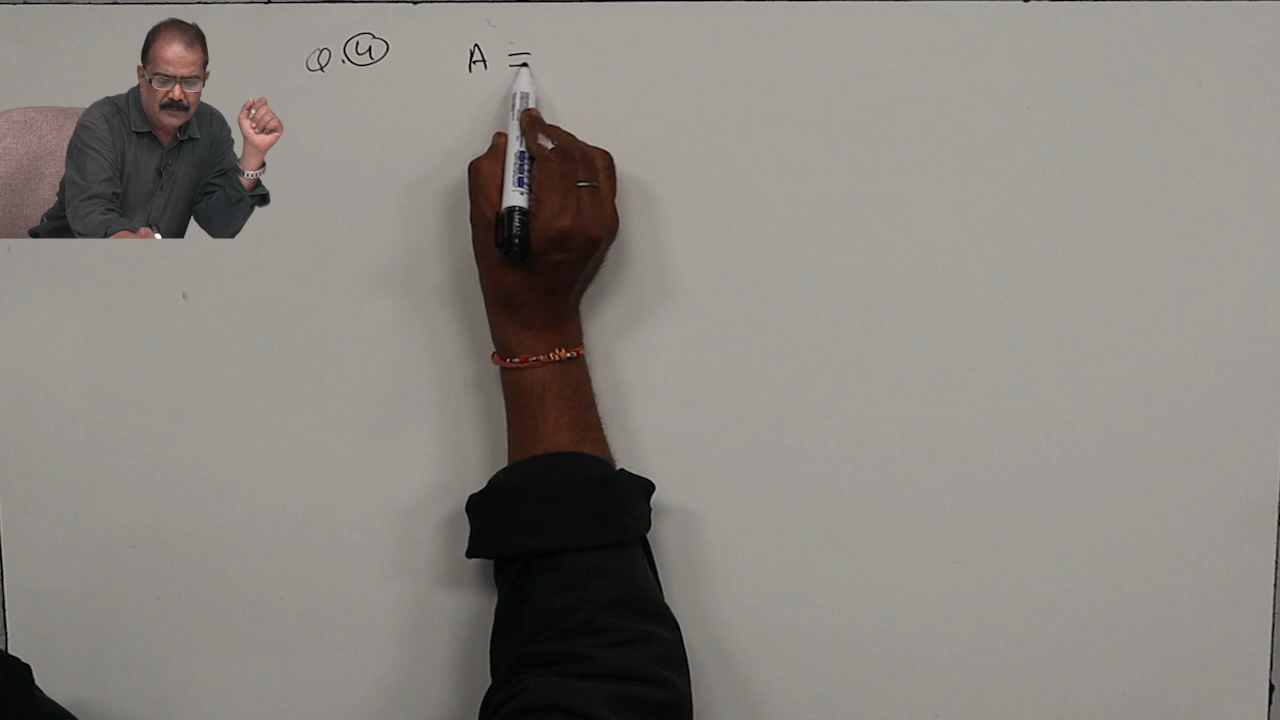 Q.④ A =